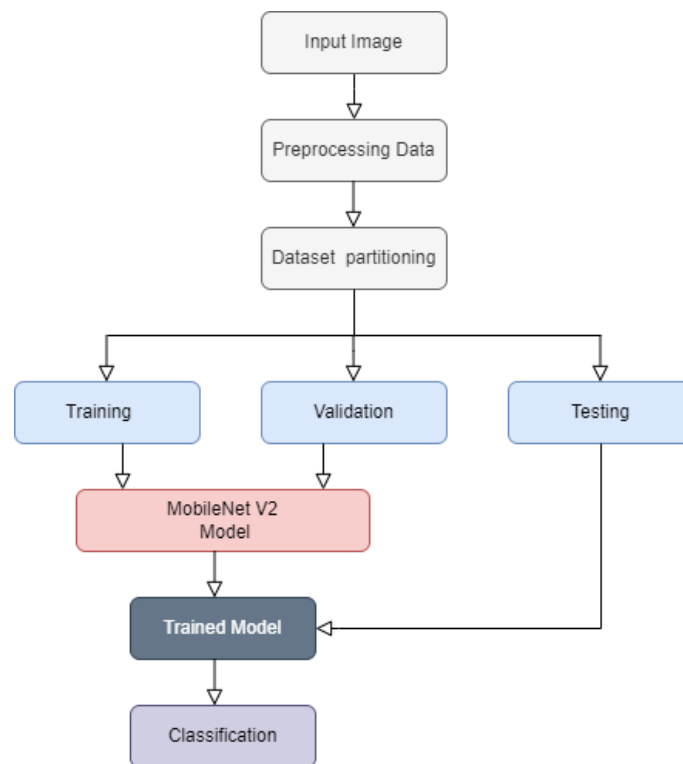 Input Image
Preprocessing Data
Dataset partitioning
Training
Validation
Testing
MobileNet V2
Model
Trained Model
Classification